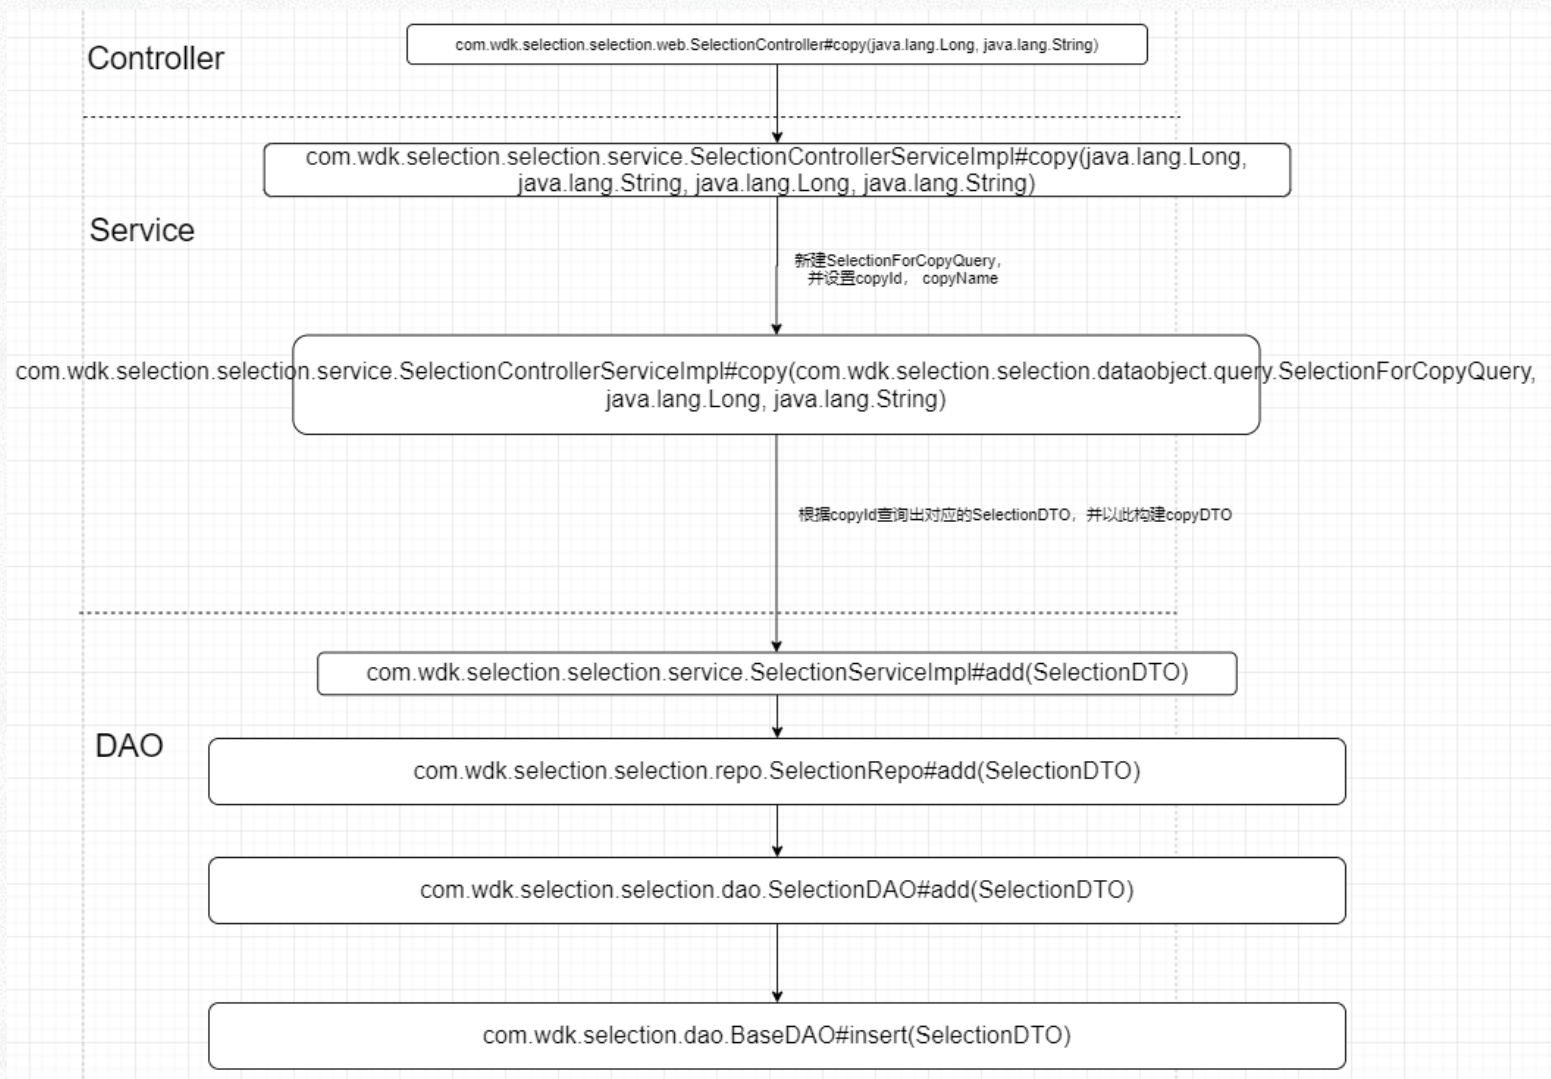 Controller
com.wdk.selection.selection.web.SelectionController#copy(java.lang.Long, java.lang.String)
com.wdk.selection.selection.service.SelectionControllerServiceImpl#copy(java.lang.Long,
java.lang.String, java.lang.Long, java.lang.String)
Service
新建SelectionForCopyQuery，
并设置copyId， copyName
com.wdk.selection.selection.service.SelectionControllerServiceImpl#copy(com.wdk.selection.selection.dataobject.query.SelectionForCopyQuery,
java.lang.Long, java.lang.String)
根据copyId查询出对应的SelectionDTO，并以此构建copyDTO
com.wdk.selection.selection.service.SelectionServiceImpl#add(SelectionDTO)
DAO
com.wdk.selection.selection.repo.SelectionRepo#add(SelectionDTO)
com.wdk.selection.selection.dao.SelectionDAO#add(SelectionDTO)
com.wdk.selection.dao.BaseDAO#insert(SelectionDTO)